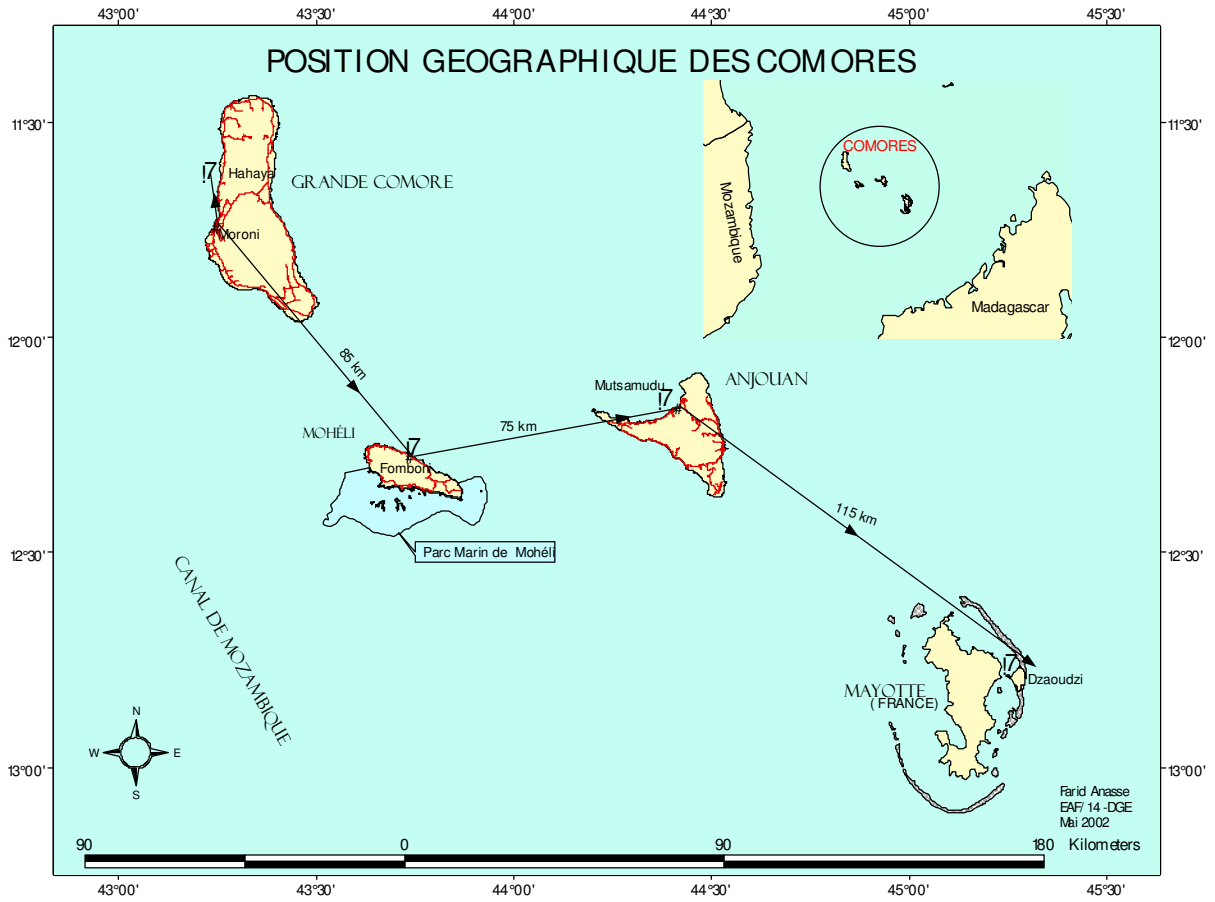 43°00' 43°30' 44°00' 44°30' 45°00' 45°30'
POSITION GEOGRAPHIQUE DES COMORES
11°30' 11°30'
COMORES
Mozambique
Madagascar
!7
Hahaya
GRANDE COMORE
Moroni
12°00' 12°00'
85 km
ANJOUAN
Mutsamudu
!7
75 km
MOHÉLI
!7
Fomboni
115 km
12°30' 12°30'
Parc Marin de Mohéli
CANAL DE MOZAMBIQUE
!7
Dzaoudzi
MAYOTTE
( FRANCE)
N
W E
S
13°00' 13°00'
Farid Anasse
EAF/ 14 -DGE
Mai 2002
90 0 90 180 Kilometers
43°00' 43°30' 44°00' 44°30' 45°00' 45°30'